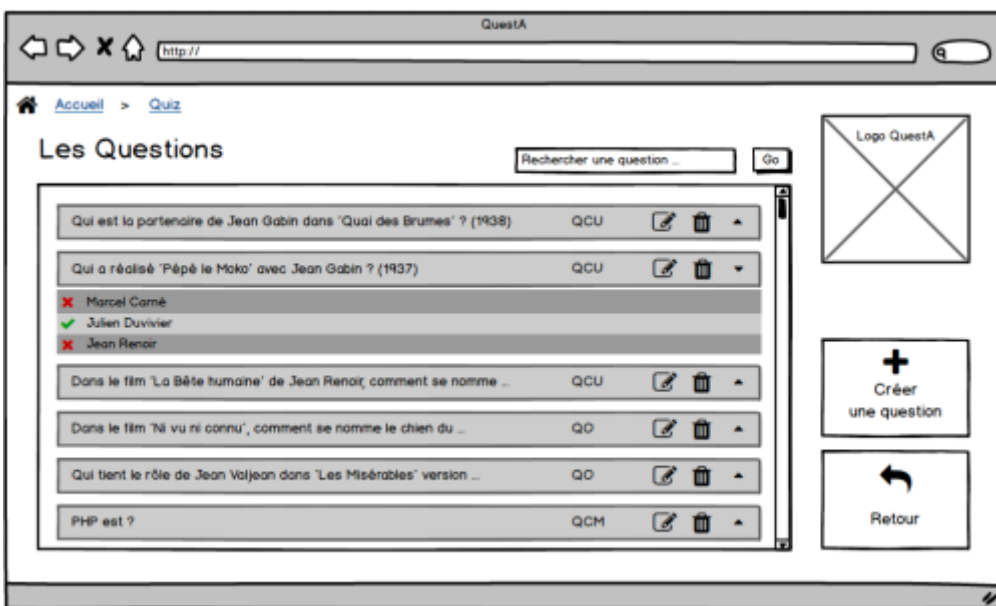 QuestA
http://
Accueil > Quiz
Logo QuestA
Les Questions
Rechercher une question ...
Go
Qui est la partenaire de Jean Gabin dans "Quai des Brumes" ? (1938) QCU
Qui a réalisé "Pépé le Moko" avec Jean Gabin ? (1937) QCU
Marcel Carné
Julien Duvivier
Jean Renoir
Dans le film "La Bête humaine" de Jean Renoir, comment se nomme ... QCU
Dans le film "Ni vu ni connu", comment se nomme le chien du ... QO
Qui tient le rôle de Jean Valjean dans "Les Misérables" version ... QO
PHP est ? QCM
Créer
une question
Retour